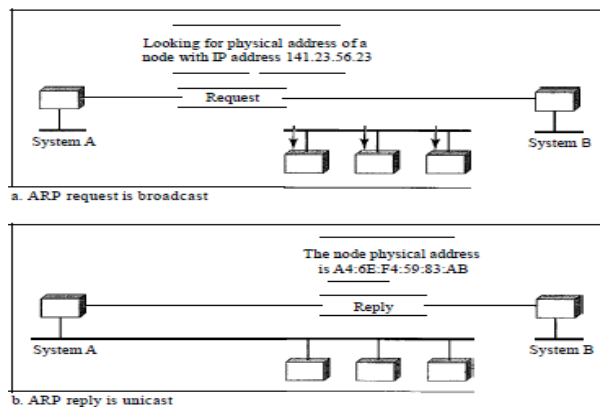 Looking for physical address of a
node with IP address 141.23.56.23
Request
System A
System B
a. ARP request is broadcast
The node physical address
is A4:6E:F4:59:83:AB
Reply
System A
System B
b. ARP reply is unicast